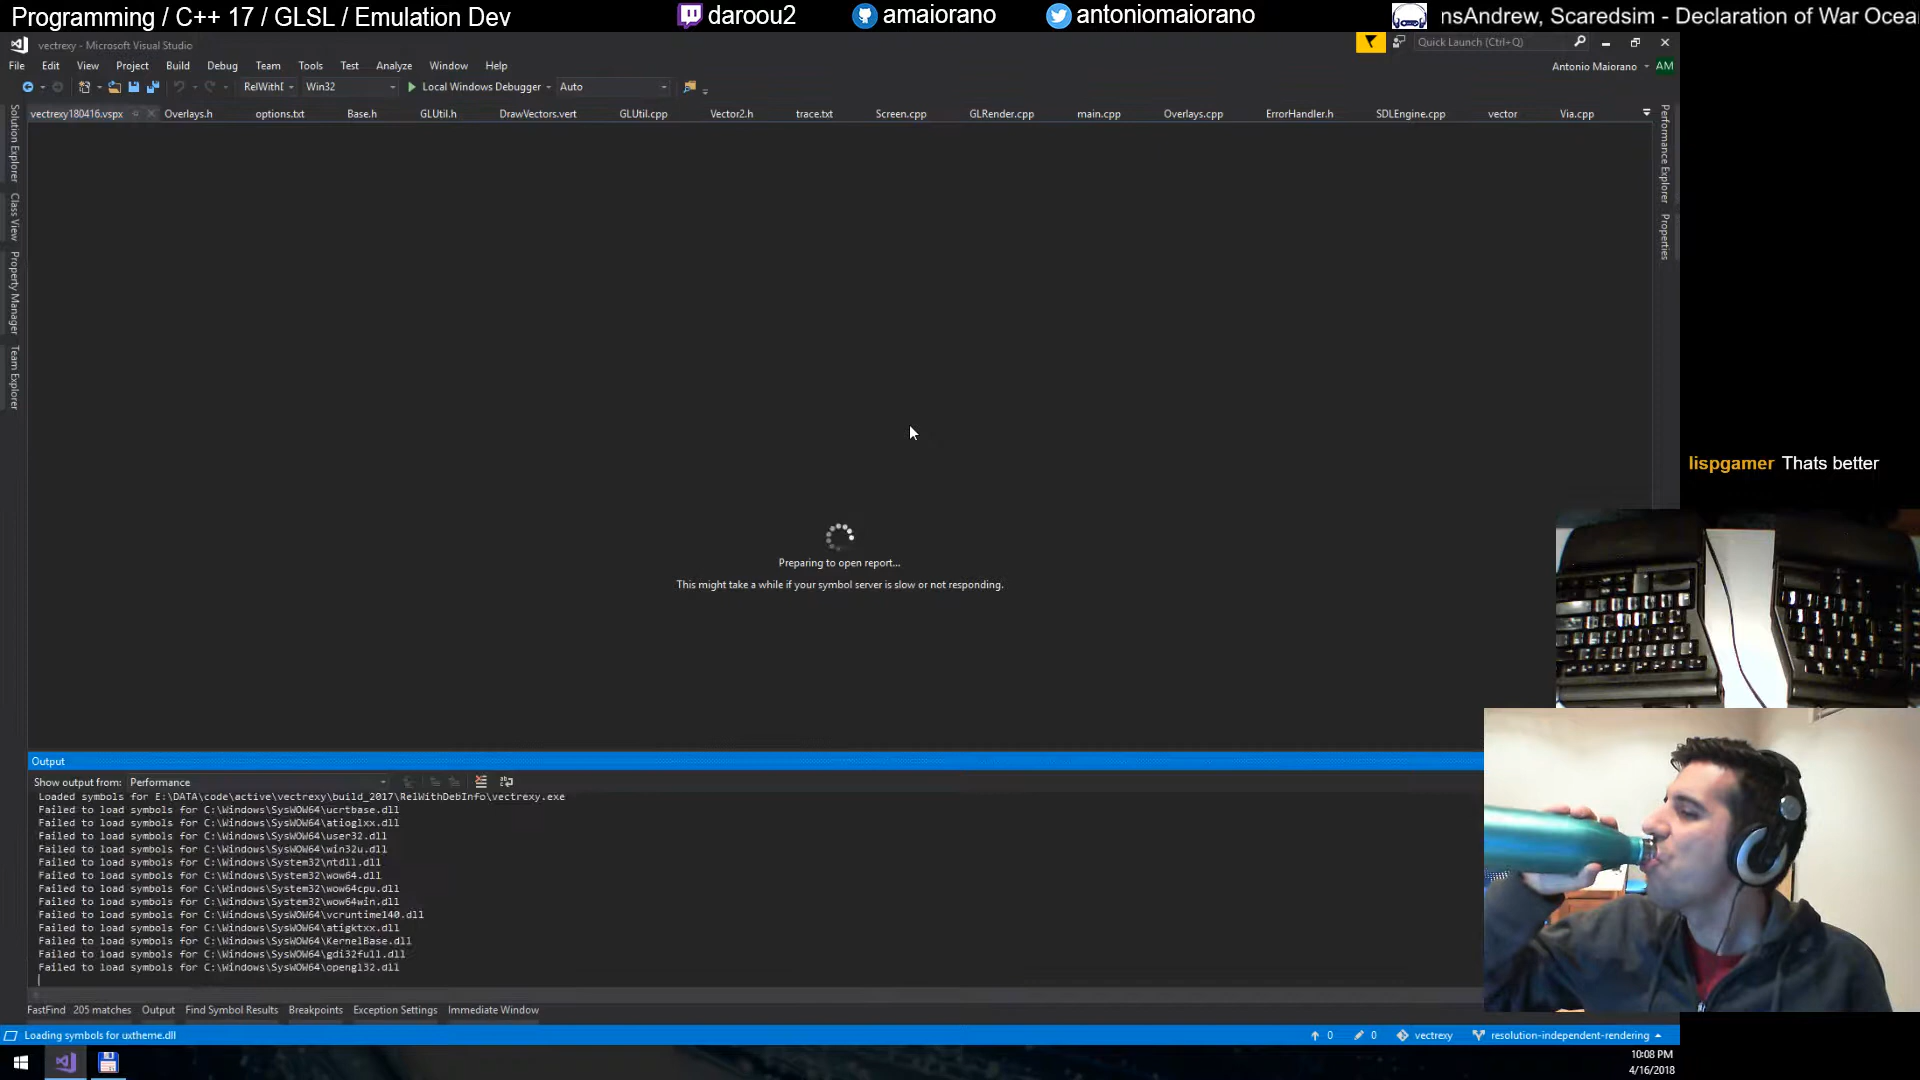 Programming / C++ 17 / GLSL / Emulation Dev
daroou2
amaiorano
antoniomaiorano
nsAndrew, Scaredsim - Declaration of War Ocea
vectrexy - Microsoft Visual Studio
Quick Launch (Ctrl+Q)
File Edit View Project Build Debug Team Tools Test Analyze Window Help
Antonio Maiorano AM
RelWithI Win32 Local Windows Debugger Auto
vectrexy180416.vspx Overlays.h options.txt Base.h GLUtil.h DrawVectors.vert GLUtil.cpp Vector2.h trace.txt Screen.cpp GLRender.cpp main.cpp Overlays.cpp ErrorHandler.h SDLEngine.cpp vector Via.cpp
Solution Explorer
Class View
Property Manager
Team Explorer
Performance Explorer
Properties
lispgamer Thats better
Preparing to open report...
This might take a while if your symbol server is slow or not responding.
Output
Show output from: Performance
Loaded symbols for E:\DATA\code\active\vectrexy\build_2017\RelWithDebInfo\vectrexy.exe
Failed to load symbols for C:\Windows\SysWOW64\ucrtbase.dll
Failed to load symbols for C:\Windows\SysWOW64\atioglxx.dll
Failed to load symbols for C:\Windows\SysWOW64\user32.dll
Failed to load symbols for C:\Windows\SysWOW64\win32u.dll
Failed to load symbols for C:\Windows\System32\ntdll.dll
Failed to load symbols for C:\Windows\System32\wow64.dll
Failed to load symbols for C:\Windows\System32\wow64cpu.dll
Failed to load symbols for C:\Windows\System32\wow64win.dll
Failed to load symbols for C:\Windows\SysWOW64\vcruntime140.dll
Failed to load symbols for C:\Windows\SysWOW64\atigktxx.dll
Failed to load symbols for C:\Windows\SysWOW64\KernelBase.dll
Failed to load symbols for C:\Windows\SysWOW64\gdi32full.dll
Failed to load symbols for C:\Windows\SysWOW64\opengl32.dll
FastFind 205 matches Output Find Symbol Results Breakpoints Exception Settings Immediate Window
Loading symbols for uxtheme.dll
0 0 vectrexy resolution-independent-rendering
10:08 PM
4/16/2018